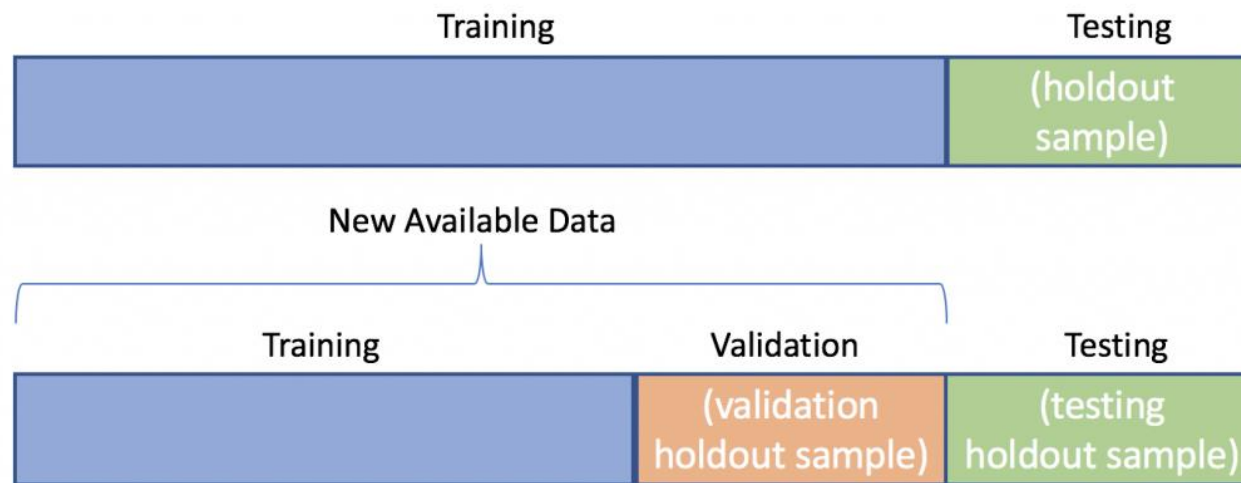 Training Testing
(holdout
sample)
New Available Data
Training Validation Testing
(validation (testing
holdout sample) holdout sample)